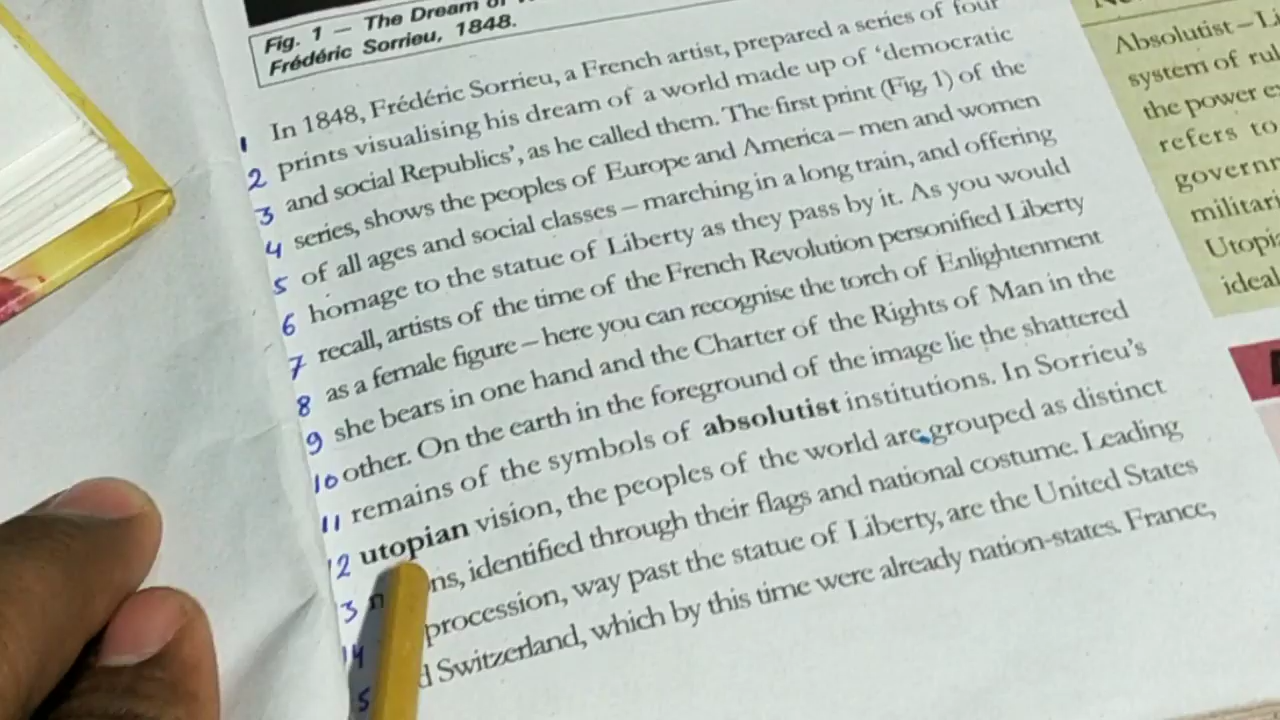 Fig. 1 — The Dream of
Frédéric Sorrieu, 1848.
1 In 1848, Frédéric Sorrieu, a French artist, prepared a series of four
2 prints visualising his dream of a world made up of ‘democratic
3 and social Republics’, as he called them. The first print (Fig. 1) of the
4 series, shows the peoples of Europe and America – men and women
5 of all ages and social classes – marching in a long train, and offering
6 homage to the statue of Liberty as they pass by it. As you would
7 recall, artists of the time of the French Revolution personified Liberty
8 as a female figure – here you can recognise the torch of Enlightenment
9 she bears in one hand and the Charter of the Rights of Man in the
10 other. On the earth in the foreground of the image lie the shattered
11 remains of the symbols of absolutist institutions. In Sorrieu’s
12 utopian vision, the peoples of the world are grouped as distinct
3 n ns, identified through their flags and national costume. Leading
14 procession, way past the statue of Liberty, are the United States
5 d Switzerland, which by this time were already nation-states. France,
Absolutist – Li
system of rul
the power ex
refers to
governm
militari
Utopia
ideal